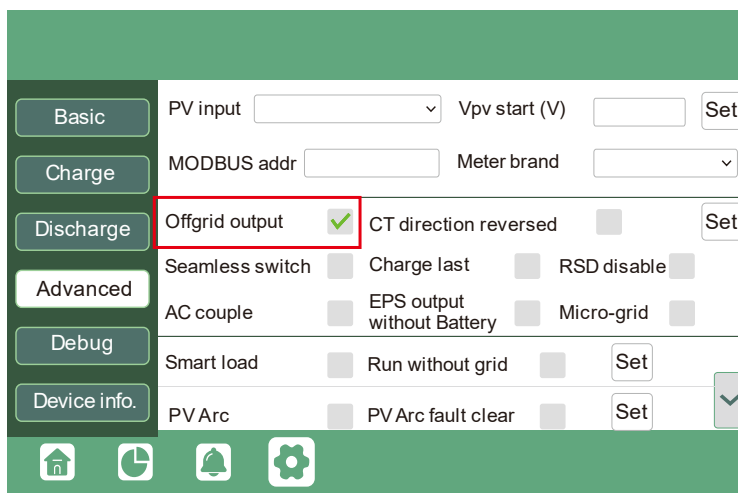 Basic
Charge
Discharge
Advanced
Debug
Device info.
PV input
Vpv start (V)
Set
MODBUS addr
Meter brand
Offgrid output
CT direction reversed
Set
Seamless switch
Charge last
RSD disable
AC couple
EPS output
without Battery
Micro-grid
Smart load
Run without grid
Set
PV Arc
PV Arc fault clear
Set